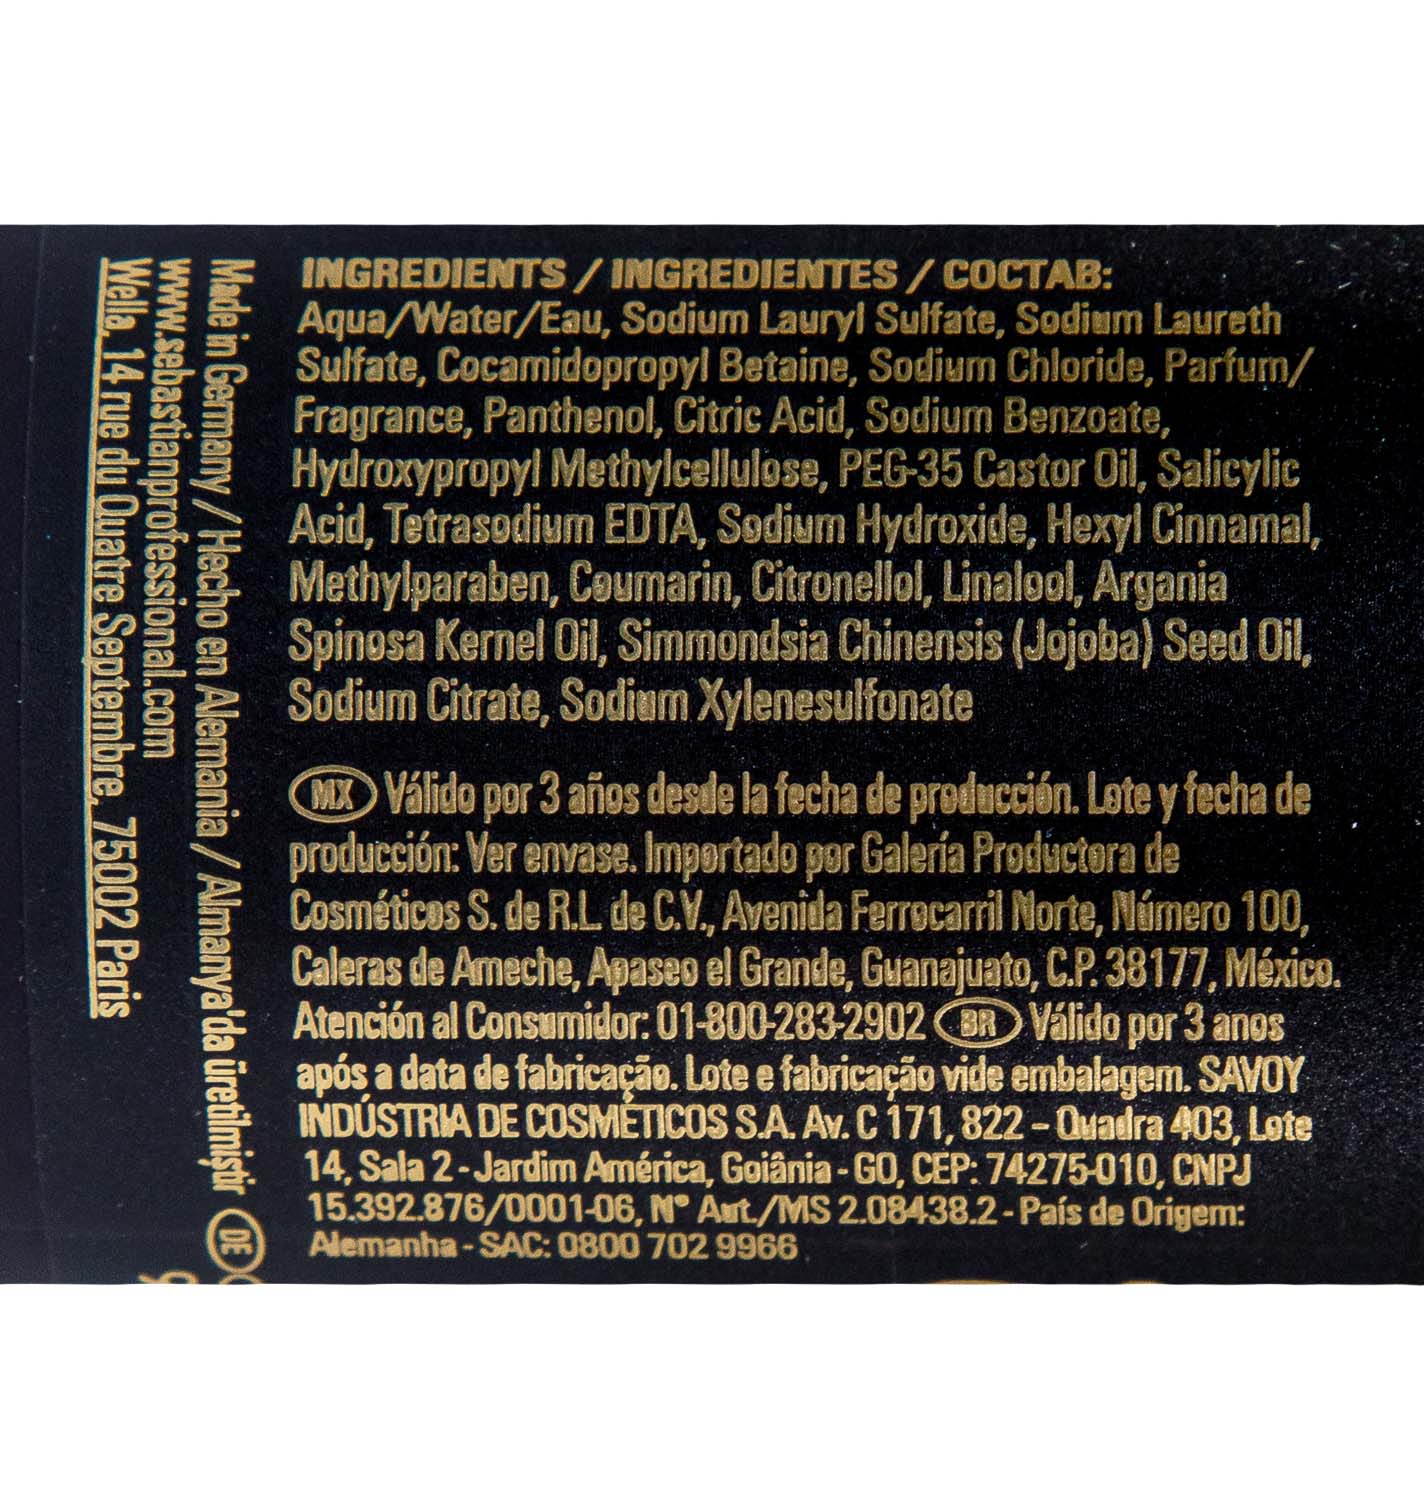 INGREDIENTS / INGREDIENTES / СОСТАВ:
Aqua/Water/Eau, Sodium Lauryl Sulfate, Sodium Laureth
Sulfate, Cocamidopropyl Betaine, Sodium Chloride, Parfum/
Fragrance, Panthenol, Citric Acid, Sodium Benzoate,
Hydroxypropyl Methylcellulose, PEG-35 Castor Oil, Salicylic
Acid, Tetrasodium EDTA, Sodium Hydroxide, Hexyl Cinnamal,
Methylparaben, Coumarin, Citronellol, Linalool, Argania
Spinosa Kernel Oil, Simmondsia Chinensis (Jojoba) Seed Oil,
Sodium Citrate, Sodium Xylenesulfonate
MX Válido por 3 años desde la fecha de producción. Lote y fecha de
producción: Ver envase. Importado por Galería Productora de
Cosméticos S. de R.L. de C.V., Avenida Ferrocarril Norte, Número 100,
Caleras de Ameche, Apaseo el Grande, Guanajuato, C.P. 38177, México.
Atención al Consumidor: 01-800-283-2902 BR Válido por 3 anos
após a data de fabricação. Lote e fabricação vide embalagem. SAVOY
INDÚSTRIA DE COSMÉTICOS S.A. Av. C 171, 822 - Quadra 403, Lote
14, Sala 2 - Jardim América, Goiânia - GO, CEP: 74275-010, CNPJ
15.392.876/0001-06, N° Aut./MS 2.08438.2 - País de Origem:
Alemanha - SAC: 0800 702 9966
Made in Germany / Hecho en Alemania / Almanya'da üretilmiştir DE
www.sebastianprofessional.com
Wella, 14 rue du Quatre Septembre, 75002 Paris